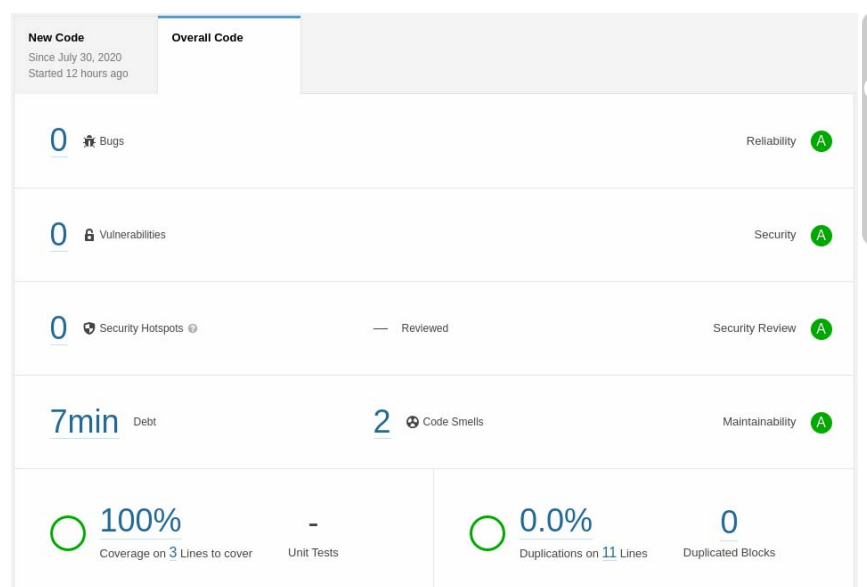 New Code
Since July 30, 2020
Started 12 hours ago
Overall Code
0 Bugs Reliability A
0 Vulnerabilities Security A
0 Security Hotspots ? — Reviewed Security Review A
7min Debt 2 Code Smells Maintainability A
100% - 0.0% 0
Coverage on 3 Lines to cover Unit Tests Duplications on 11 Lines Duplicated Blocks